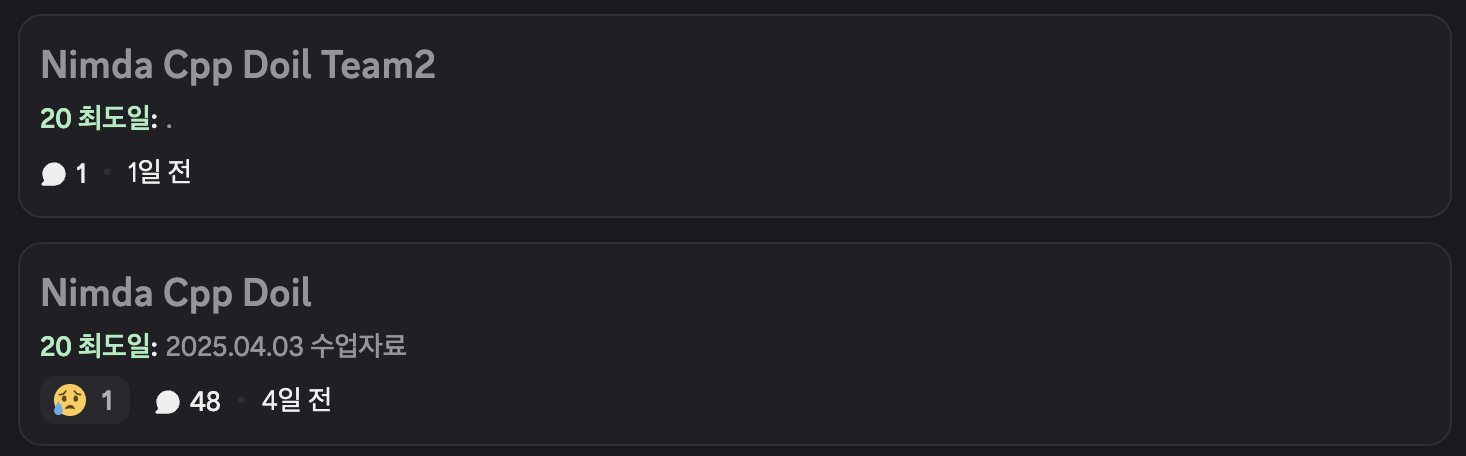 Nimda Cpp Doil Team2
20 최도일: .
1 • 1일 전
Nimda Cpp Doil
20 최도일: 2025.04.03 수업자료
😥 1 48 • 4일 전